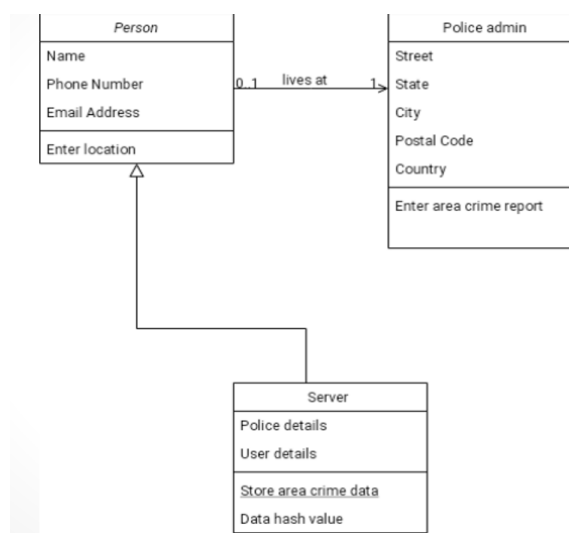 Person
Name
Phone Number
Email Address
Enter location
0..1 lives at 1
Police admin
Street
State
City
Postal Code
Country
Enter area crime report
Server
Police details
User details
Store area crime data
Data hash value